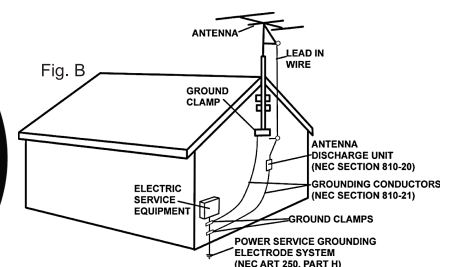 ANTENNA
LEAD IN
WIRE
Fig. B
GROUND
CLAMP
ANTENNA
DISCHARGE UNIT
(NEC SECTION 810-20)
ELECTRIC
SERVICE
EQUIPMENT
GROUNDING CONDUCTORS
(NEC SECTION 810-21)
GROUND CLAMPS
POWER SERVICE GROUNDING
ELECTRODE SYSTEM
(NEC ART 250, PART H)